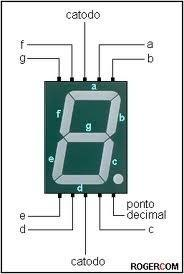 catodo
f a
g b
a
f b
g
e c
d
e ponto
d decimal
c
catodo
ROGERCOM